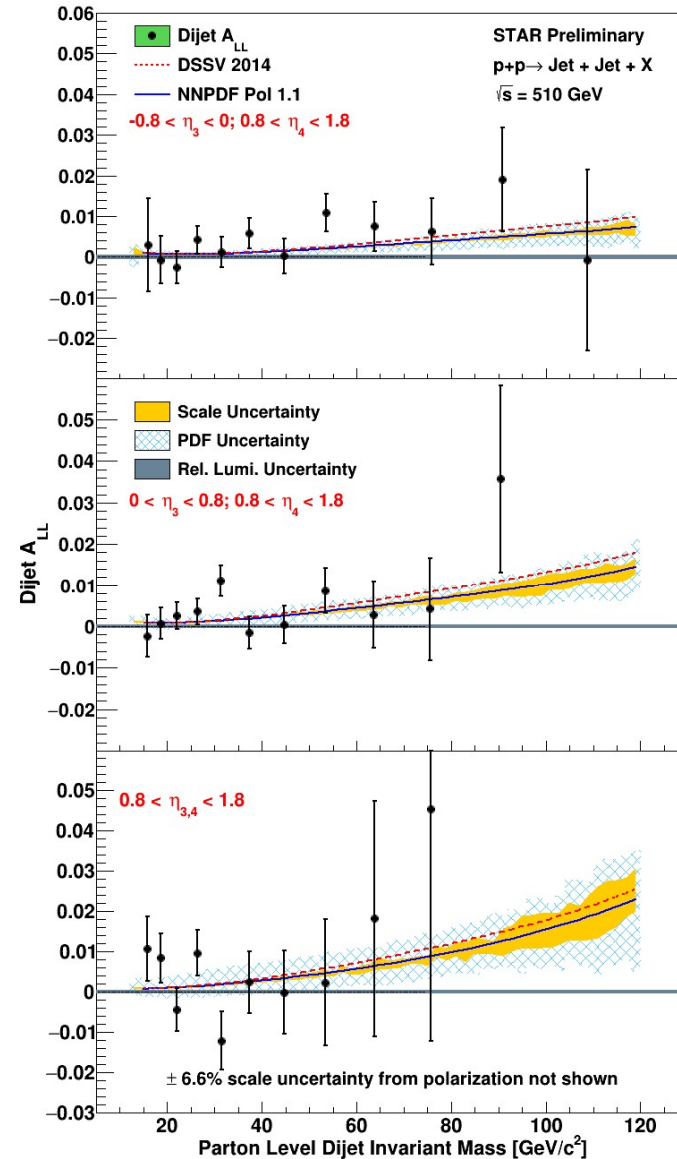 0.06
0.05
0.04
0.03
0.02
0.01
0
−0.01
−0.02
Dijet A_LL
DSSV 2014
NNPDF Pol 1.1
-0.8 < η_3 < 0; 0.8 < η_4 < 1.8
STAR Preliminary
p+p→ Jet + Jet + X
√s = 510 GeV
0.05
0.04
0.03
0.02
0.01
0
−0.01
−0.02
Scale Uncertainty
PDF Uncertainty
Rel. Lumi. Uncertainty
0 < η_3 < 0.8; 0.8 < η_4 < 1.8
Dijet A_LL
0.05
0.04
0.03
0.02
0.01
0
−0.01
−0.02
−0.03
0.8 < η_3,4 < 1.8
± 6.6% scale uncertainty from polarization not shown
20 40 60 80 100 120
Parton Level Dijet Invariant Mass [GeV/c²]